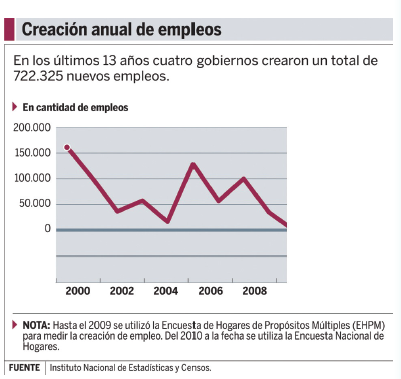 Creación anual de empleos
En los últimos 13 años cuatro gobiernos crearon un total de
722.325 nuevos empleos.
En cantidad de empleos
200.000
150.000
100.000
50.000
0
2000 2002 2004 2006 2008
NOTA: Hasta el 2009 se utilizó la Encuesta de Hogares de Propósitos Múltiples (EHPM)
para medir la creación de empleo. Del 2010 a la fecha se utiliza la Encuesta Nacional de
Hogares.
FUENTE Instituto Nacional de Estadísticas y Censos.